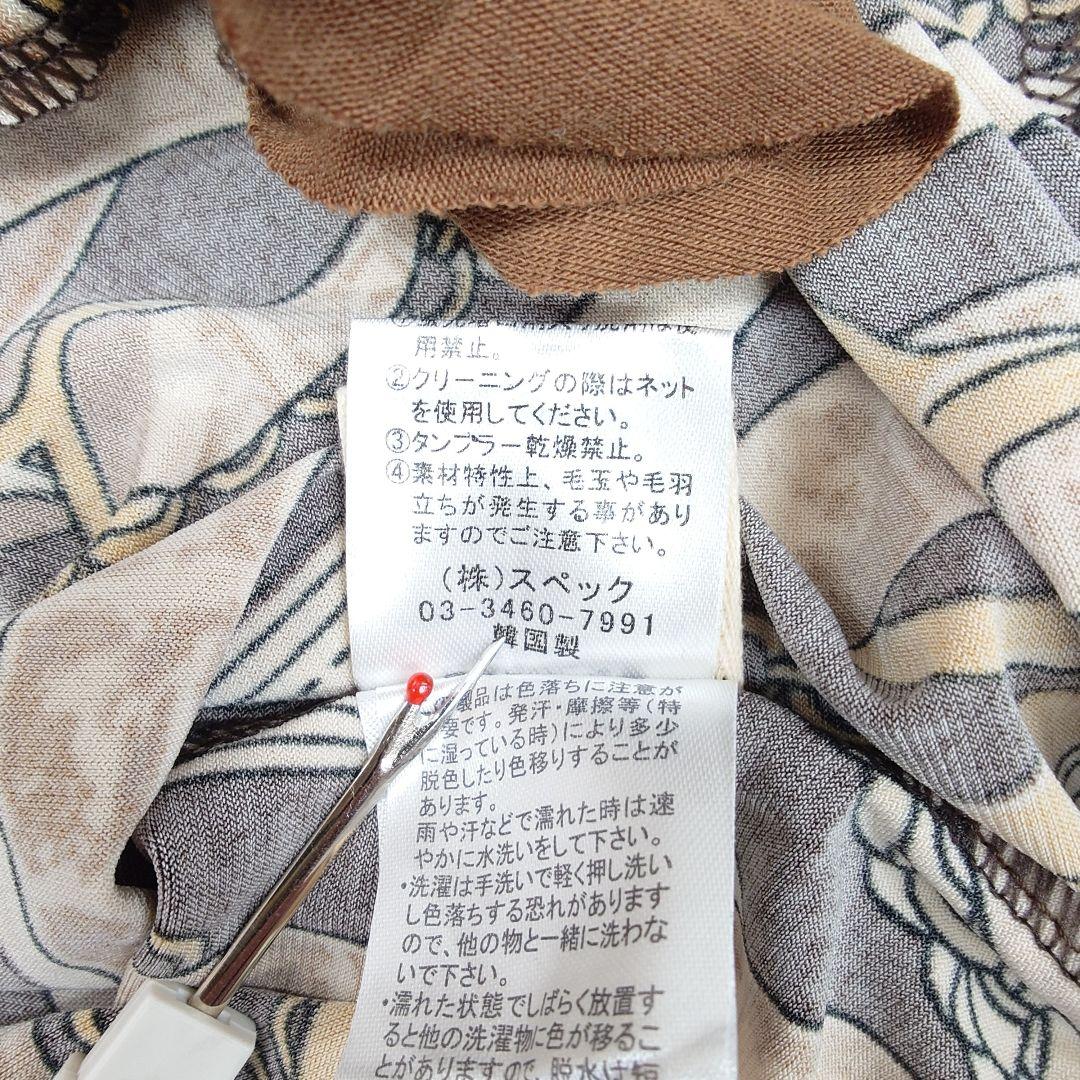 用禁止。
②クリーニングの際はネット
を使用してください。
③タンブラー乾燥禁止。
④素材特性上、毛玉や毛羽
立ちが発生する事があり
ますのでご注意下さい。
(株)スペック
03-3460-7991
韓国製
製品は色落ちに注意が
要です。発汗・摩擦等(特
に湿っている時)により多少
脱色したり色移りすることが
あります。
雨や汗などで濡れた時は速
やかに水洗いをして下さい。
・洗濯は手洗いで軽く押し洗い
し色落ちする恐れがあります
ので、他の物と一緒に洗わな
いで下さい。
・濡れた状態でしばらく放置す
ると他の洗濯物に色が移るこ
とがありますので、脱水は短